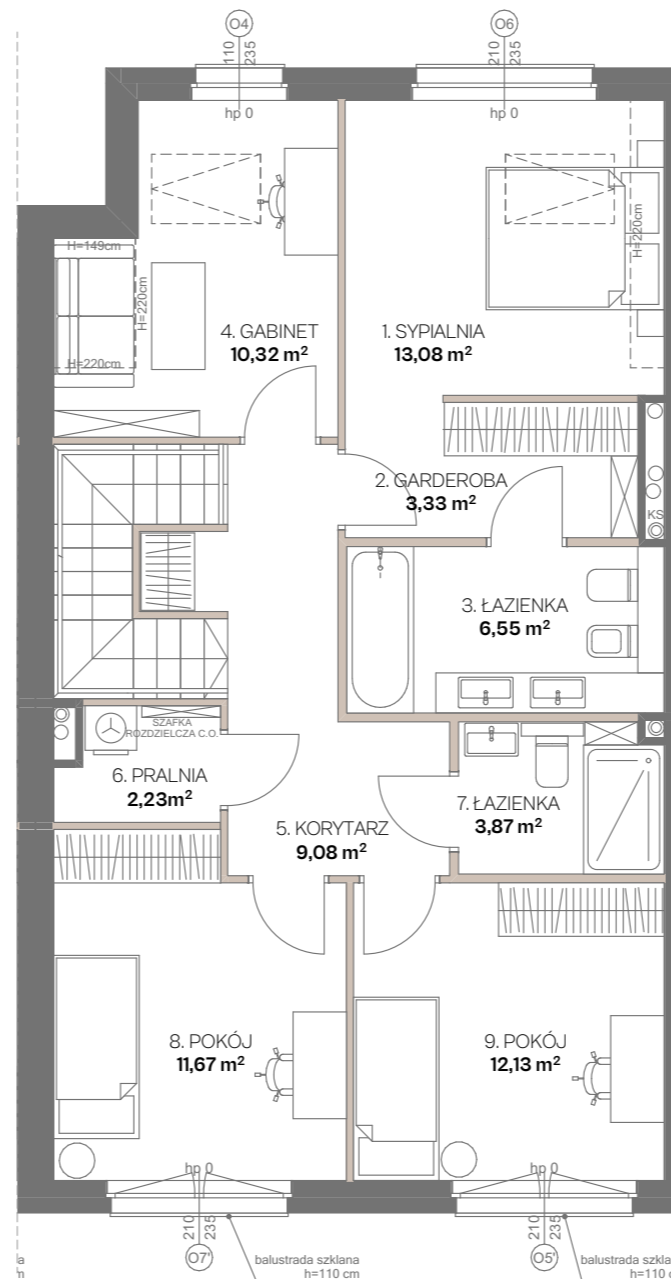 O4
O6
110
235
210
235
hp 0
hp 0
H=149cm
H=220cm
H=220cm
H=220cm
4. GABINET
10,32 m²
1. SYPIALNIA
13,08 m²
2. GARDEROBA
3,33 m²
KS
3. ŁAZIENKA
6,55 m²
SZAFKA
ROZDZIELCZA C.O.
6. PRALNIA
2,23m²
7. ŁAZIENKA
3,87 m²
5. KORYTARZ
9,08 m²
8. POKÓJ
11,67 m²
9. POKÓJ
12,13 m²
hp 0
hp 0
210
235
210
235
O7'
O5'
a
m
balustrada szklana
h=110 cm
balustrada szkla
h=110 c